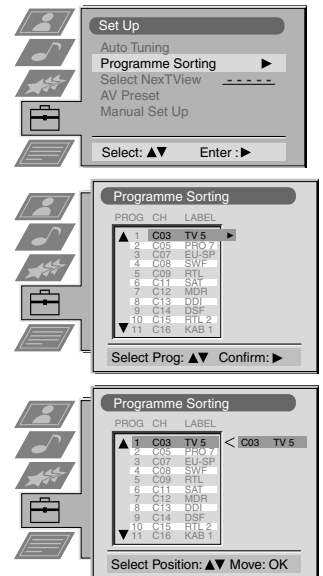 Set Up
Auto Tuning
Programme Sorting ►
Select NexTView - - - - -
AV Preset
Manual Set Up
Select: ▲▼ Enter : ►
Programme Sorting
PROG CH LABEL
1 C03 TV 5 ►
2 C05 PRO 7
3 C07 EU-SP
4 C08 SWF
5 C09 RTL
6 C11 SAT
7 C12 MDR
8 C13 DDI
9 C14 DSF
10 C15 RTL 2
11 C16 KAB 1
Select Prog: ▲▼ Confirm: ►
Programme Sorting
PROG CH LABEL
1 C03 TV 5 < C03 TV 5
2 C05 PRO 7
3 C07 EU-SP
4 C08 SWF
5 C09 RTL
6 C11 SAT
7 C12 MDR
8 C13 DDI
9 C14 DSF
10 C15 RTL 2
11 C16 KAB 1
Select Position: ▲▼ Move: OK